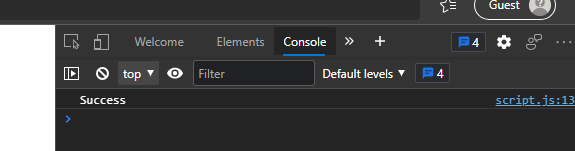 Guest
Welcome Elements Console 4
top Filter Default levels 4
Success script.js:13